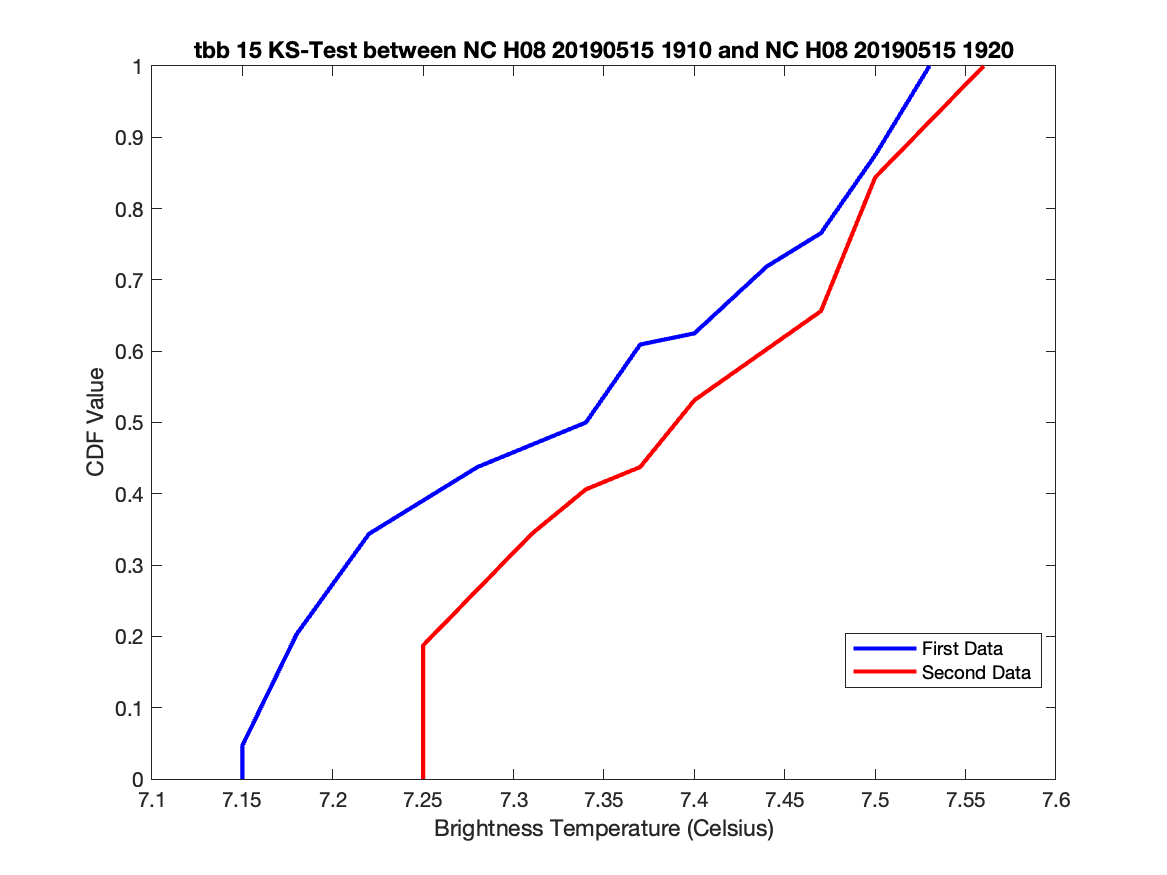 tbb 15 KS-Test between NC H08 20190515 1910 and NC H08 20190515 1920
1
0.9
0.8
0.7
0.6
0.5
0.4
0.3
0.2
0.1
0
CDF Value
First Data
Second Data
7.1 7.15 7.2 7.25 7.3 7.35 7.4 7.45 7.5 7.55 7.6
Brightness Temperature (Celsius)